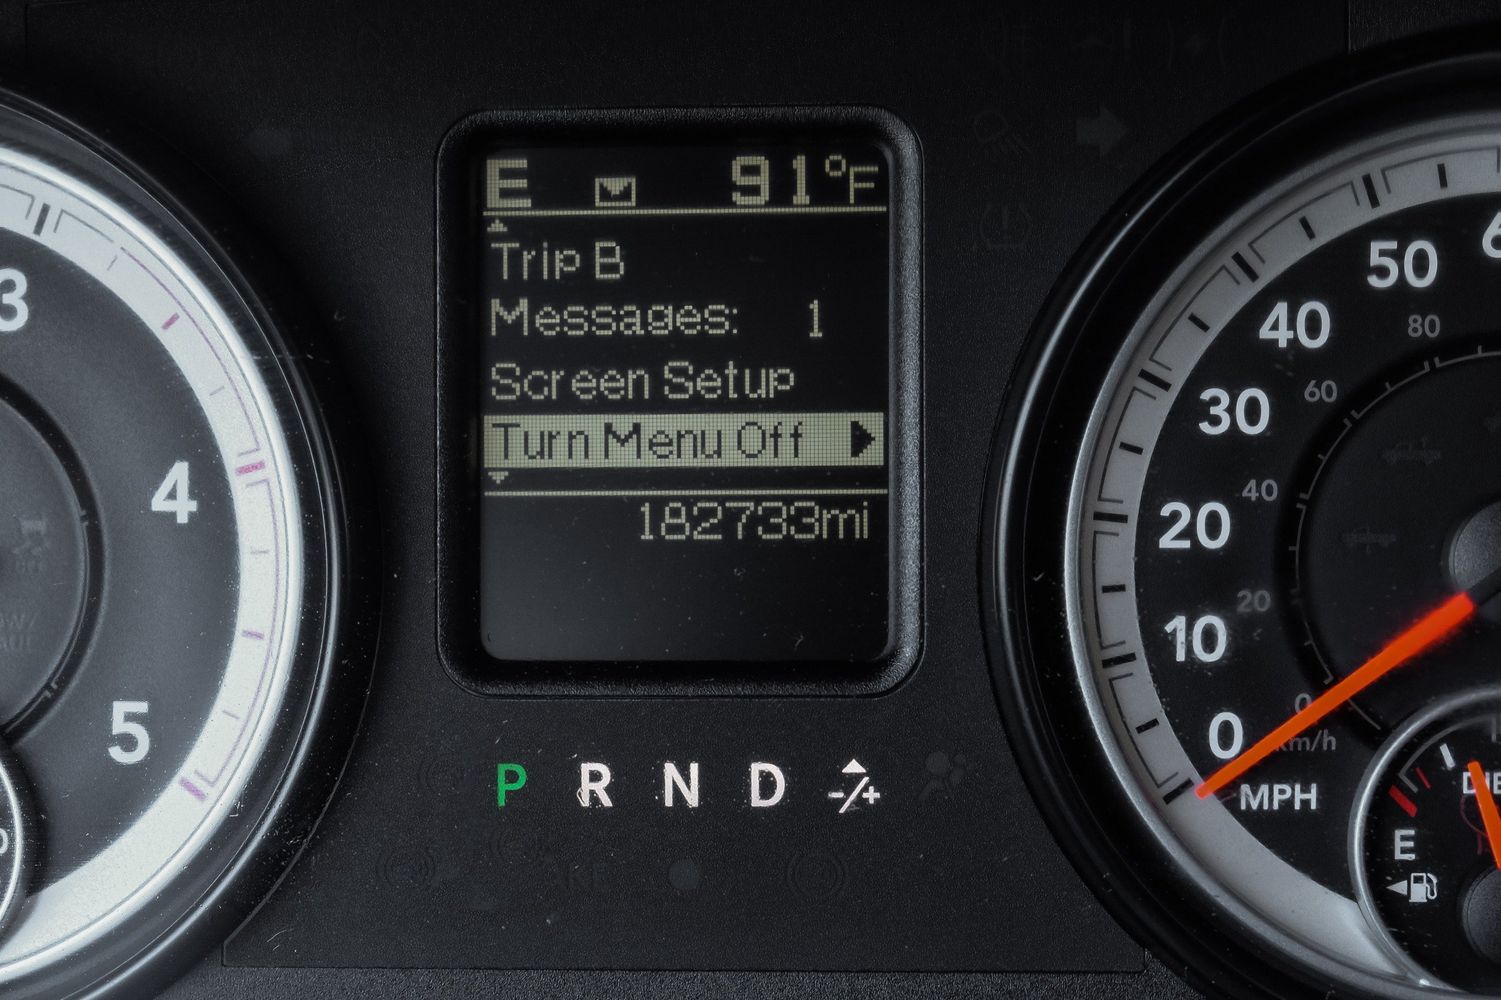 E 91°F
Trip B
Messages: 1
Screen Setup
Turn Menu Off
182733mi
P R N D -/+
3
4
5
50
40
80
30
60
20
40
10
20
0
0
km/h
MPH
E